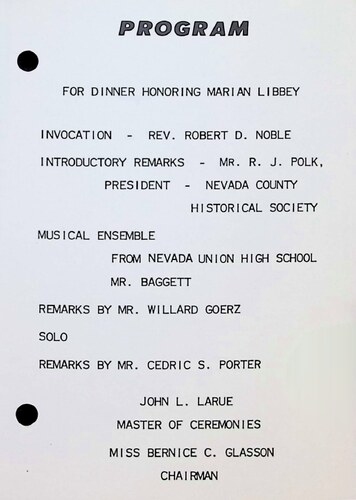 PROGRAM
FOR DINNER HONORING MARIAN LIBBEY
INVOCATION - REV. ROBERT D. NOBLE
INTRODUCTORY REMARKS - MR. R. J. POLK,
PRESIDENT - NEVADA COUNTY
HISTORICAL SOCIETY
MUSICAL ENSEMBLE
FROM NEVADA UNION HIGH SCHOOL
MR. BAGGETT
REMARKS BY MR. WILLARD GOERZ
SOLO
REMARKS BY MR. CEDRIC S. PORTER
JOHN L. LARUE
MASTER OF CEREMONIES
MISS BERNICE C. GLASSON
CHAIRMAN